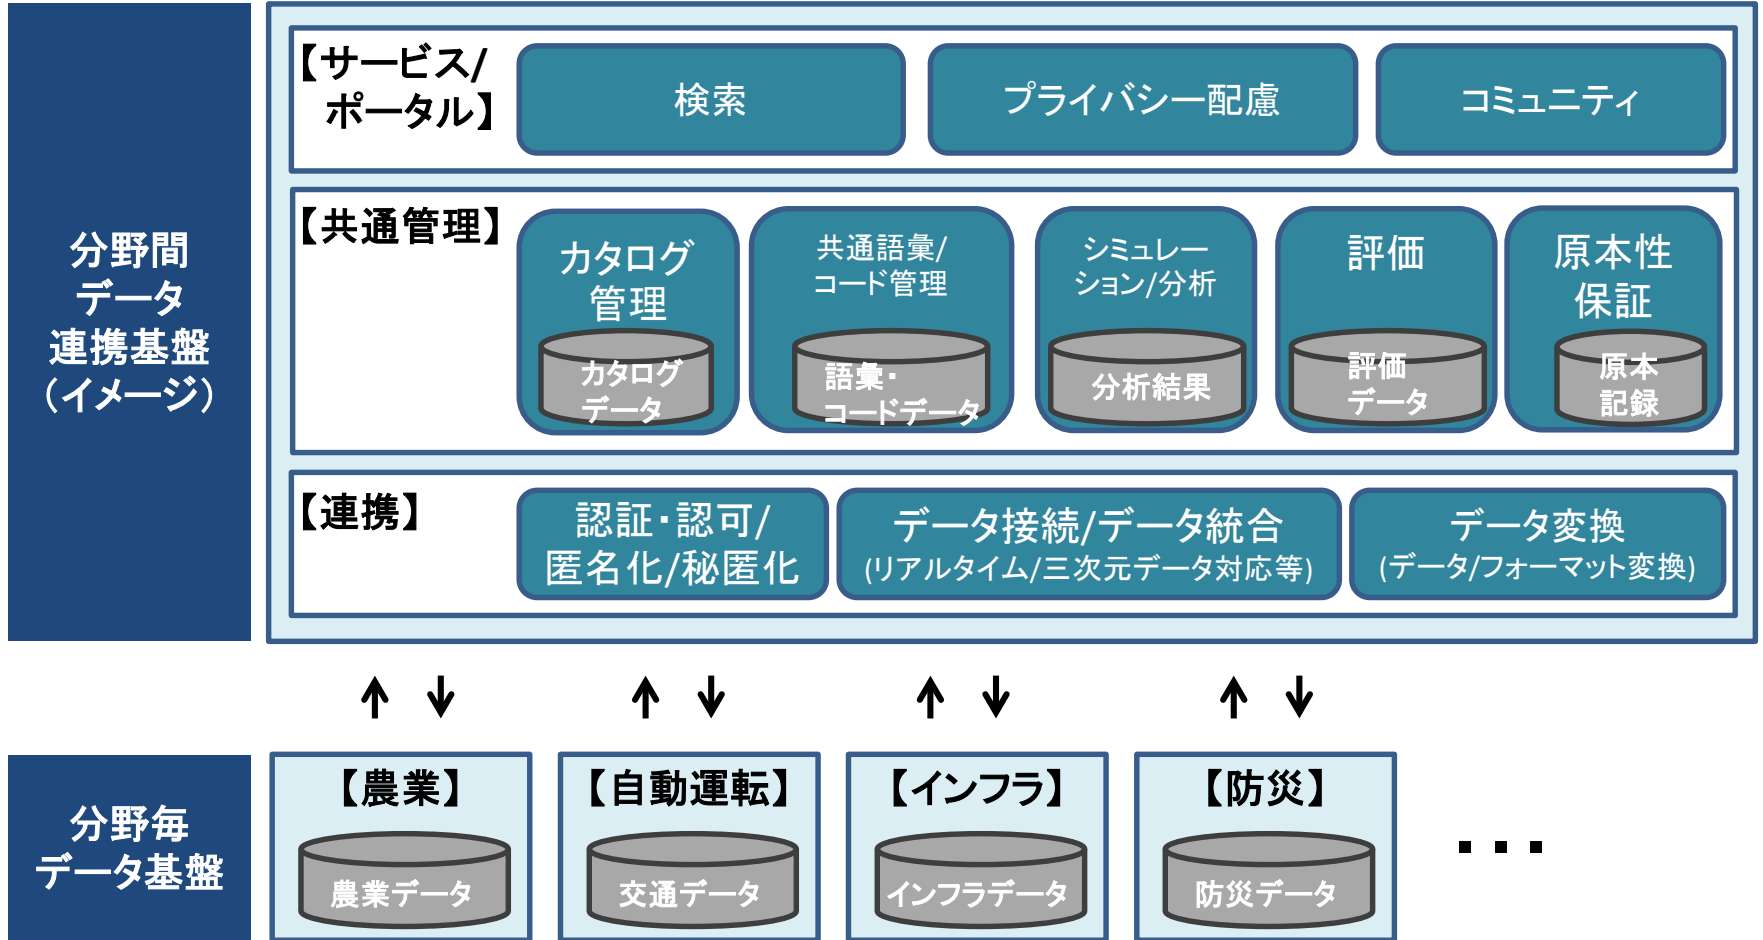 分野間
データ
連携基盤
（イメージ）
【サービス/
ポータル】
検索
プライバシー配慮
コミュニティ
【共通管理】
カタログ
管理
カタログ
データ
共通語彙/
コード管理
語彙・
コードデータ
シミュレー
ション/分析
分析結果
評価
評価
データ
原本性
保証
原本
記録
【連携】
認証・認可/
匿名化/秘匿化
データ接続/データ統合
(リアルタイム/三次元データ対応等)
データ変換
(データ/フォーマット変換)
分野毎
データ基盤
【農業】
農業データ
【自動運転】
交通データ
【インフラ】
インフラデータ
【防災】
防災データ
・・・